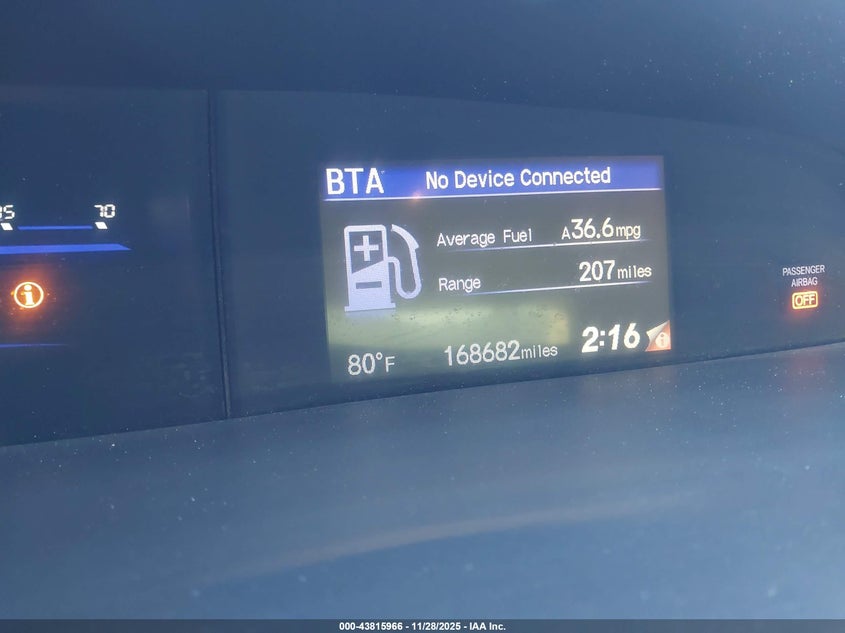 BTA No Device Connected
70
Average Fuel A36.6mpg
Range 207miles
80°F 168682miles 2:16
PASSENGER
AIRBAG
OFF
000-43815966 - 11/28/2025 - IAA Inc.